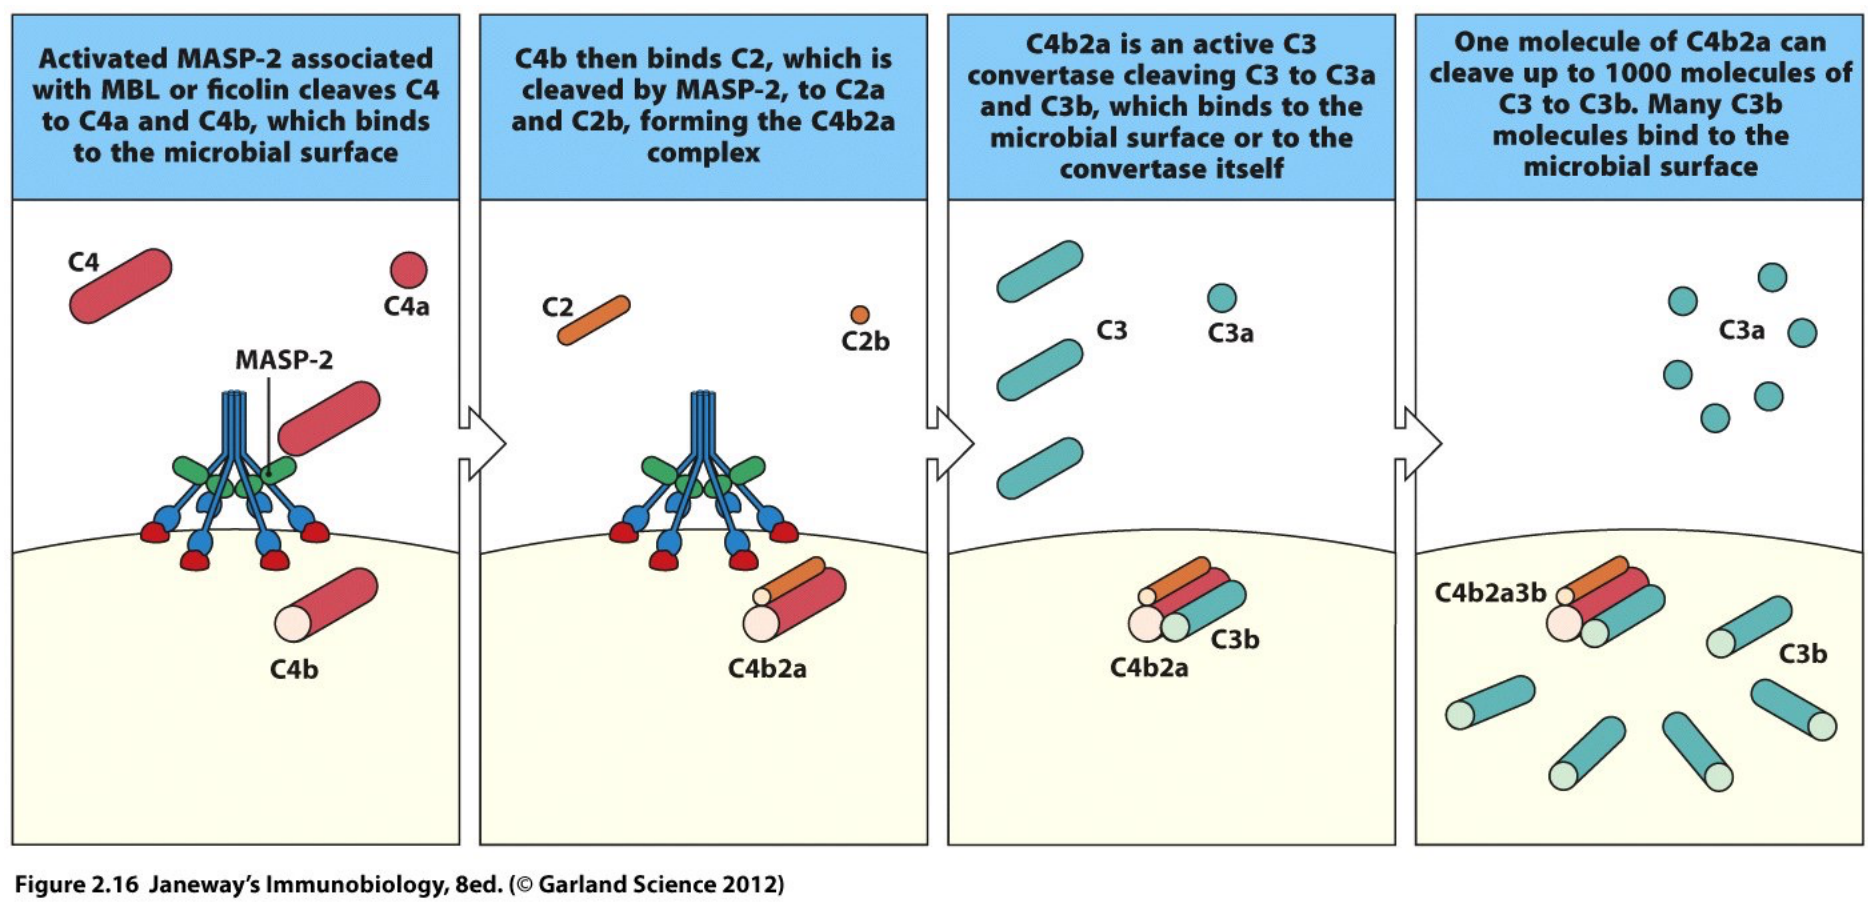 Activated MASP-2 associated
with MBL or ficolin cleaves C4
to C4a and C4b, which binds
to the microbial surface
C4
C4a
MASP-2
C4b
C4b then binds C2, which is
cleaved by MASP-2, to C2a
and C2b, forming the C4b2a
complex
C2
C2b
C4b2a
C4b2a is an active C3
convertase cleaving C3 to C3a
and C3b, which binds to the
microbial surface or to the
convertase itself
C3
C3a
C3b
C4b2a
One molecule of C4b2a can
cleave up to 1000 molecules of
C3 to C3b. Many C3b
molecules bind to the
microbial surface
C3a
C4b2a3b
C3b
Figure 2.16 Janeway's Immunobiology, 8ed. (© Garland Science 2012)